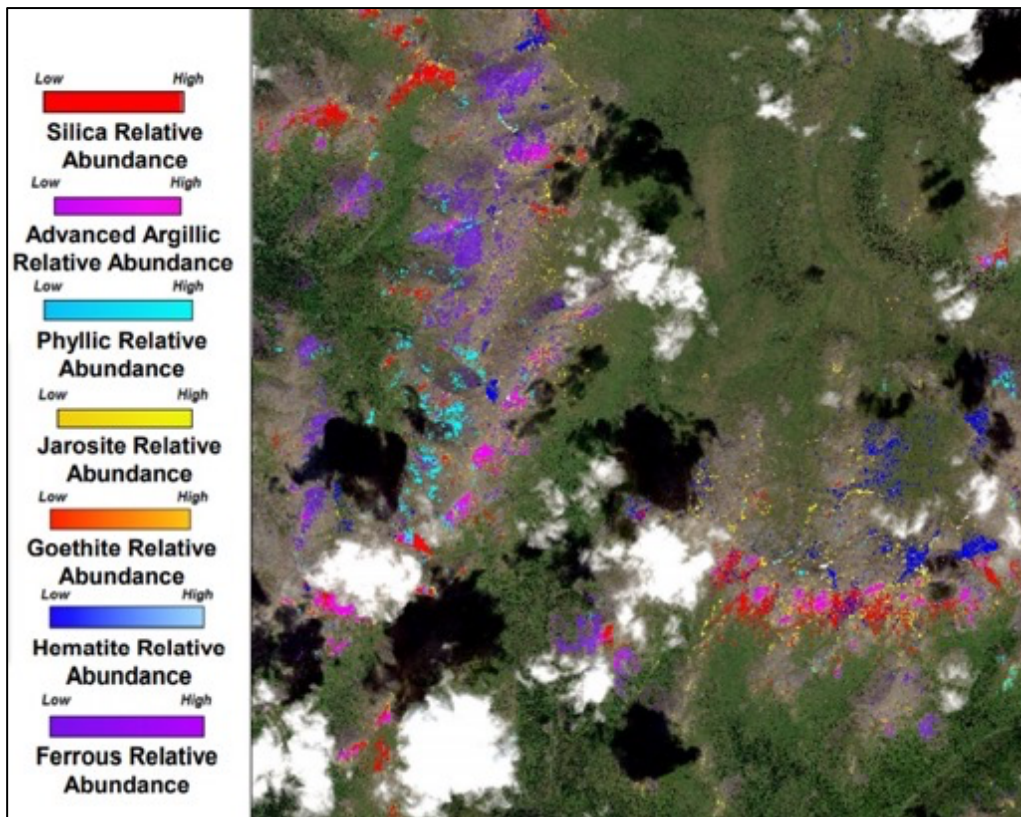 Low High
Silica Relative
Abundance
Low High
Advanced Argillic
Relative Abundance
Low High
Phyllic Relative
Abundance
Low High
Jarosite Relative
Abundance
Low High
Goethite Relative
Abundance
Low High
Hematite Relative
Abundance
Low High
Ferrous Relative
Abundance